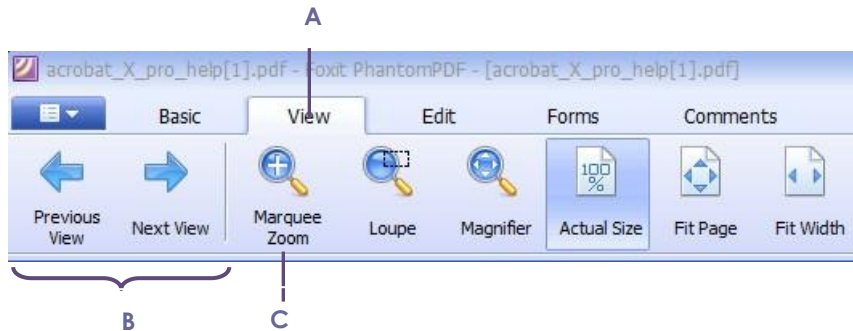 A
acrobat_X_pro_help[1].pdf - Foxit PhantomPDF - [acrobat_X_pro_help[1].pdf]
Basic View Edit Forms Comments
100
%
Previous View Next View Marquee Zoom Loupe Magnifier Actual Size Fit Page Fit Width
B C